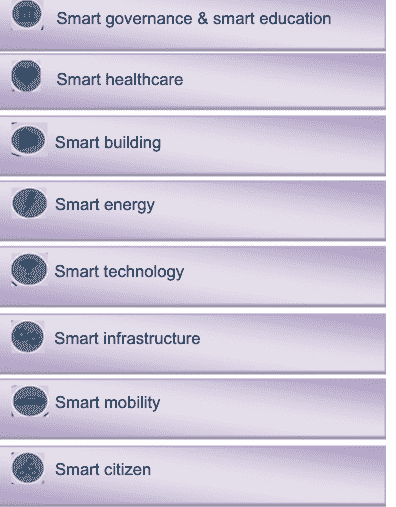 Smart governance & smart education
Smart healthcare
Smart building
Smart energy
Smart technology
Smart infrastructure
Smart mobility
Smart citizen